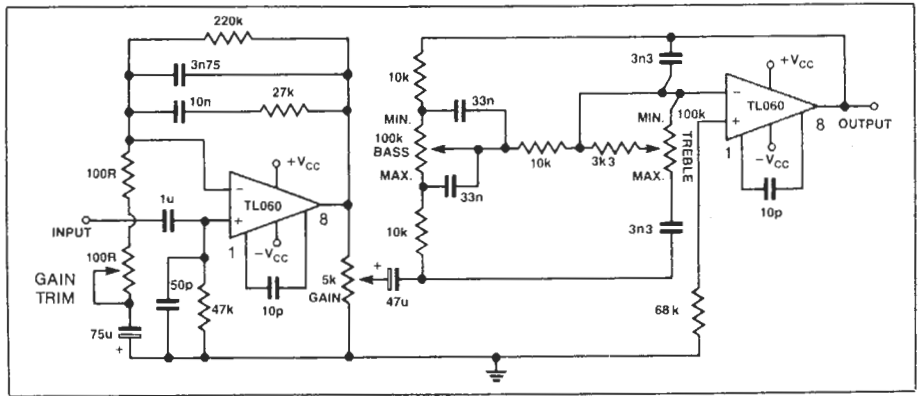 220k
3n75
10n
27k
100R
1u
INPUT
100R
GAIN
TRIM
75u
+
50p
47k
−
+
TL060
+VCC
−VCC
1
8
10p
5k
GAIN
+
47u
10k
33n
MIN.
100k
BASS
MAX.
33n
10k
10k
3k3
3n3
MIN.
100k
TREBLE
MAX.
3n3
68k
−
+
TL060
+VCC
−VCC
1
8
10p
OUTPUT